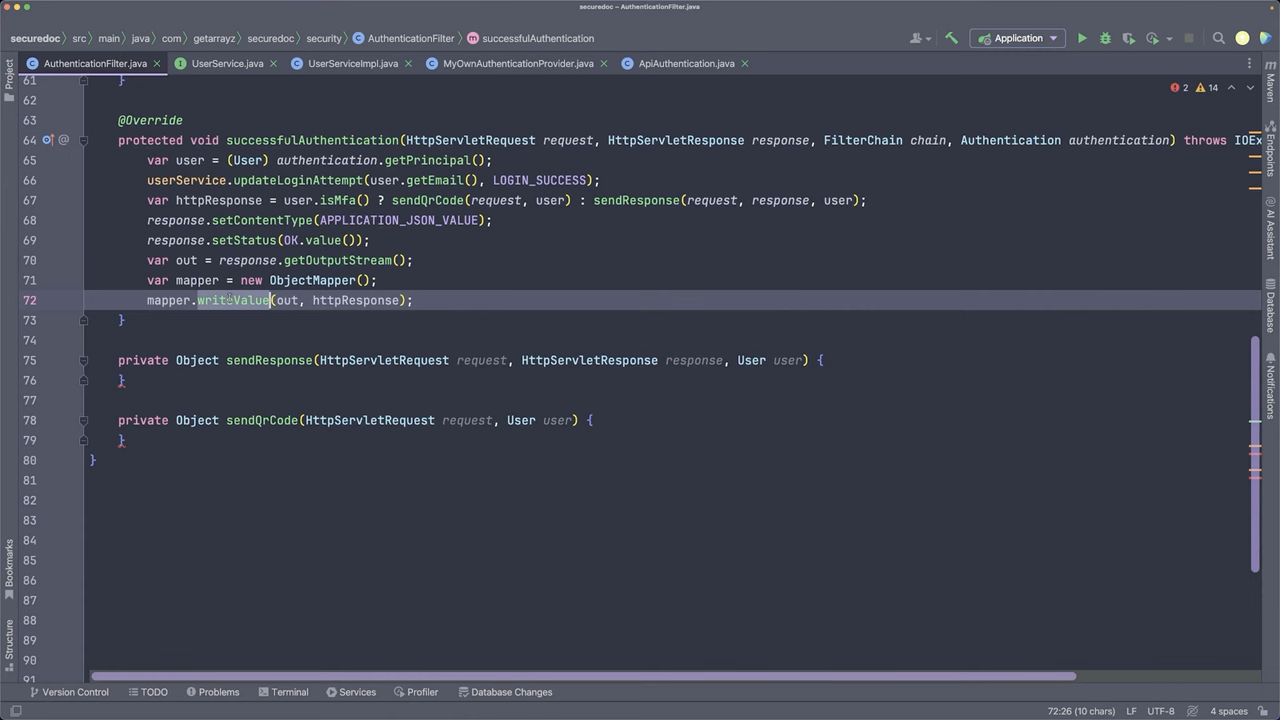 securedoc – AuthenticationFilter.java
securedoc src main java com getarrayz securedoc security AuthenticationFilter successfulAuthentication Application
Project AuthenticationFilter.java UserService.java UserServiceImpl.java MyOwnAuthenticationProvider.java ApiAuthentication.java Maven
61 } 2 14
62
63 @Override
64 protected void successfulAuthentication(HttpServletRequest request, HttpServletResponse response, FilterChain chain, Authentication authentication) throws IOEx
65 var user = (User) authentication.getPrincipal();
66 userService.updateLoginAttempt(user.getEmail(), LOGIN_SUCCESS);
67 var httpResponse = user.isMfa() ? sendQrCode(request, user) : sendResponse(request, response, user);
68 response.setContentType(APPLICATION_JSON_VALUE);
69 response.setStatus(OK.value());
70 var out = response.getOutputStream();
71 var mapper = new ObjectMapper();
72 mapper.writeValue(out, httpResponse);
73 }
74
75 private Object sendResponse(HttpServletRequest request, HttpServletResponse response, User user) {
76 }
77
78 private Object sendQrCode(HttpServletRequest request, User user) {
79 }
80 }
81
82
83
84
85
86
87
88
89
90
91
Endpoints
AI Assistant
Database
Notifications
Bookmarks
Structure
Version Control TODO Problems Terminal Services Profiler Database Changes
72:26 (10 chars) LF UTF-8 4 spaces